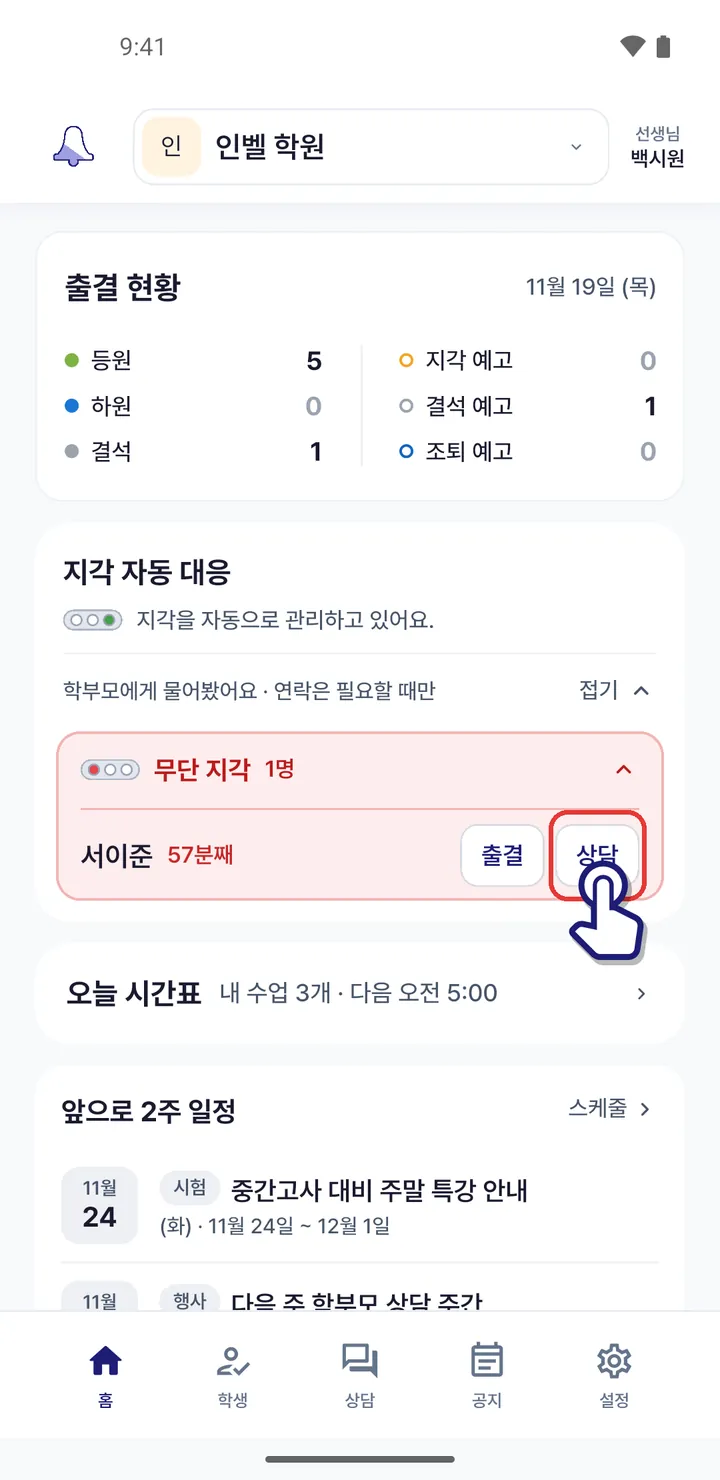 9:41
인 인벨 학원
선생님
백시원
출결 현황 11월 19일 (목)
등원 5
하원 0
결석 1
지각 예고 0
결석 예고 1
조퇴 예고 0
지각 자동 대응
지각을 자동으로 관리하고 있어요.
학부모에게 물어봤어요 · 연락은 필요할 때만 접기
무단 지각 1명
서이준 57분째 출결 상담
오늘 시간표 내 수업 3개 · 다음 오전 5:00
앞으로 2주 일정 스케줄
11월
24
시험 중간고사 대비 주말 특강 안내
(화) · 11월 24일 ~ 12월 1일
11월
행사 다음 주 학부모 상담 주간
홈 학생 상담 공지 설정